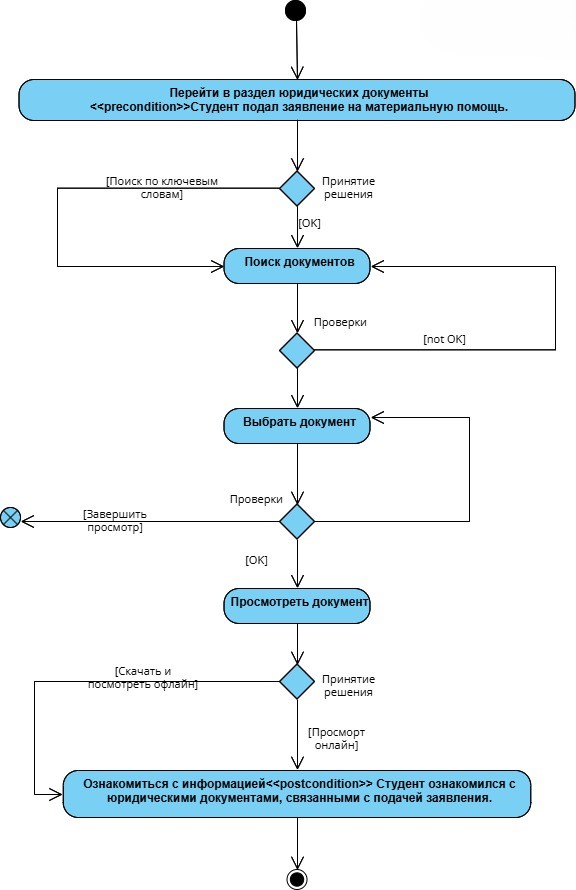 Перейти в раздел юридических документы
<<precondition>>Студент подал заявление на материальную помощь.
[Поиск по ключевым
словам]
Принятие
решения
[OK]
Поиск документов
Проверки
[not OK]
Выбрать документ
Проверки
[Завершить
просмотр]
[OK]
Просмотреть документ
[Скачать и
посмотреть офлайн]
Принятие
решения
[Просморт
онлайн]
Ознакомиться с информацией<<postcondition>> Студент ознакомился с
юридическими документами, связанными с подачей заявления.